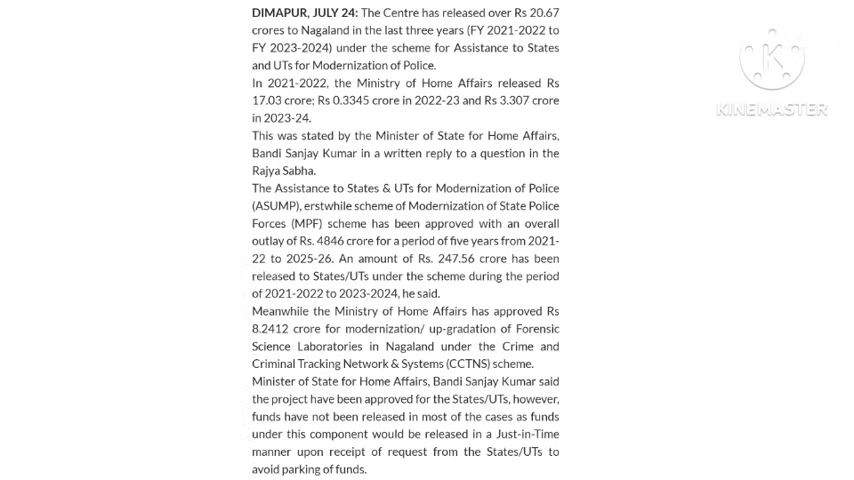 DIMAPUR, JULY 24: The Centre has released over Rs 20.67
crores to Nagaland in the last three years (FY 2021-2022 to
FY 2023-2024) under the scheme for Assistance to States
and UTs for Modernization of Police.
In 2021-2022, the Ministry of Home Affairs released Rs
17.03 crore; Rs 0.3345 crore in 2022-23 and Rs 3.307 crore
in 2023-24.
This was stated by the Minister of State for Home Affairs,
Bandi Sanjay Kumar in a written reply to a question in the
Rajya Sabha.
The Assistance to States & UTs for Modernization of Police
(ASUMP), erstwhile scheme of Modernization of State Police
Forces (MPF) scheme has been approved with an overall
outlay of Rs. 4846 crore for a period of five years from 2021-
22 to 2025-26. An amount of Rs. 247.56 crore has been
released to States/UTs under the scheme during the period
of 2021-2022 to 2023-2024, he said.
Meanwhile the Ministry of Home Affairs has approved Rs
8.2412 crore for modernization/ up-gradation of Forensic
Science Laboratories in Nagaland under the Crime and
Criminal Tracking Network & Systems (CCTNS) scheme.
Minister of State for Home Affairs, Bandi Sanjay Kumar said
the project have been approved for the States/UTs, however,
funds have not been released in most of the cases as funds
under this component would be released in a Just-in-Time
manner upon receipt of request from the States/UTs to
avoid parking of funds.
KINEMASTER